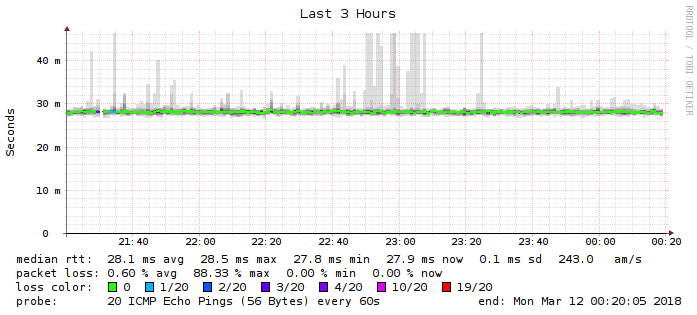 Last 3 Hours
RRDTOOL / TOBI OETIKER
Seconds
40 m
30 m
20 m
10 m
0
21:40 22:00 22:20 22:40 23:00 23:20 23:40 00:00 00:20
median rtt: 28.1 ms avg 28.5 ms max 27.8 ms min 27.9 ms now 0.1 ms sd 243.0 am/s
packet loss: 0.60 % avg 88.33 % max 0.00 % min 0.00 % now
loss color: 0 1/20 2/20 3/20 4/20 10/20 19/20
probe: 20 ICMP Echo Pings (56 Bytes) every 60s end: Mon Mar 12 00:20:05 2018